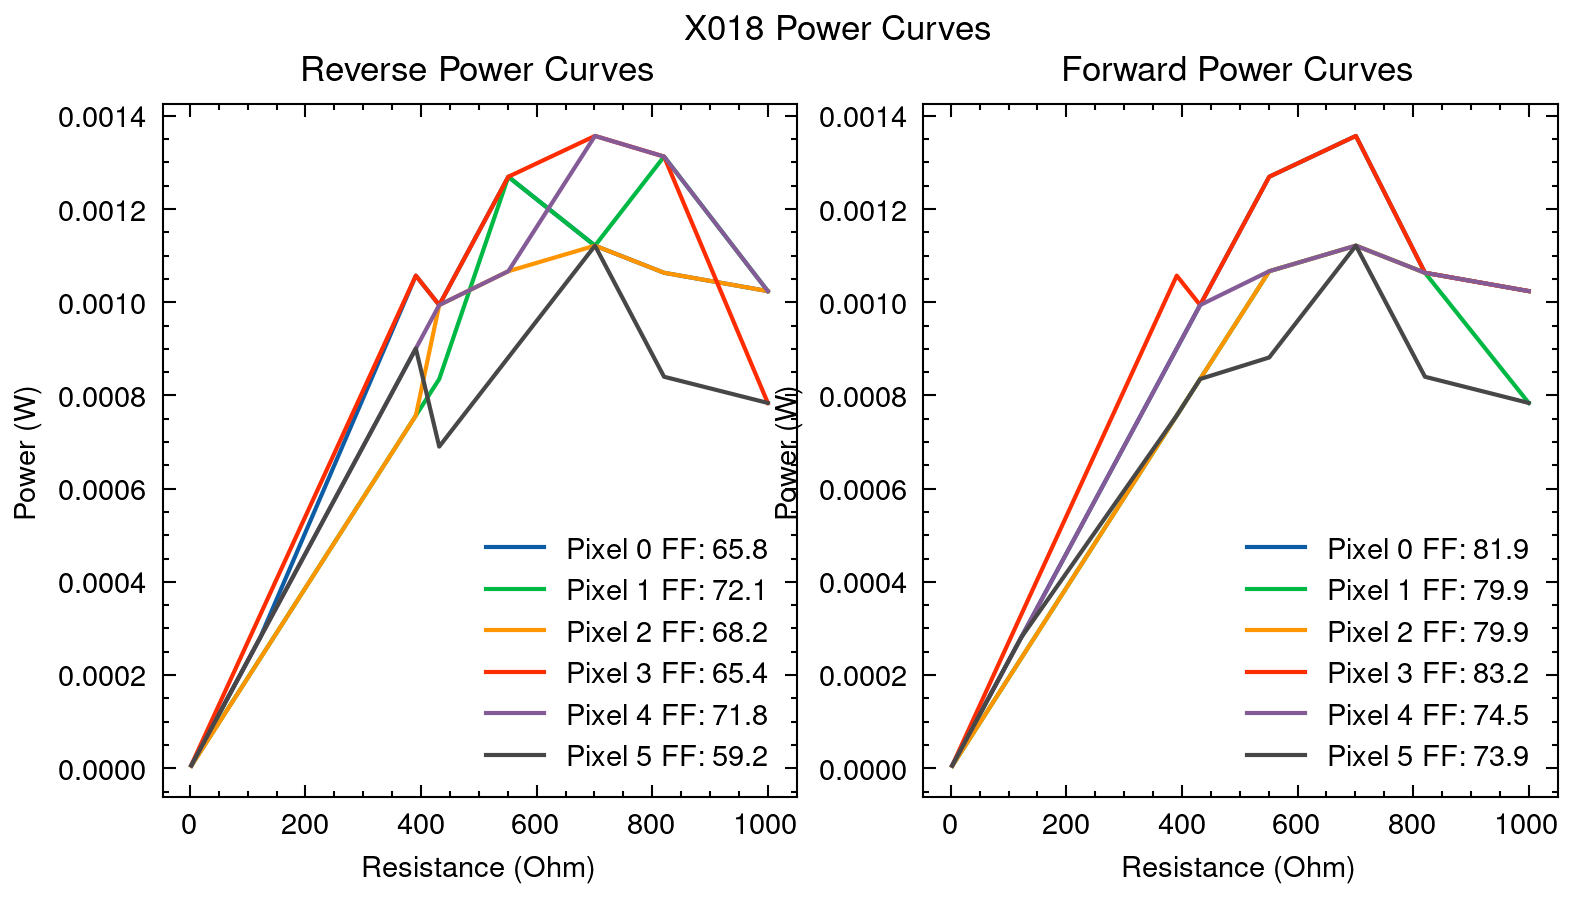 X018 Power Curves
Reverse Power Curves
0.0014
0.0012
0.0010
0.0008
0.0006
0.0004
0.0002
0.0000
Power (W)
0
200
400
600
800
1000
Resistance (Ohm)
Pixel 0 FF: 65.8
Pixel 1 FF: 72.1
Pixel 2 FF: 68.2
Pixel 3 FF: 65.4
Pixel 4 FF: 71.8
Pixel 5 FF: 59.2
Forward Power Curves
0.0014
0.0012
0.0010
0.0008
0.0006
0.0004
0.0002
0.0000
Power (W)
0
200
400
600
800
1000
Resistance (Ohm)
Pixel 0 FF: 81.9
Pixel 1 FF: 79.9
Pixel 2 FF: 79.9
Pixel 3 FF: 83.2
Pixel 4 FF: 74.5
Pixel 5 FF: 73.9